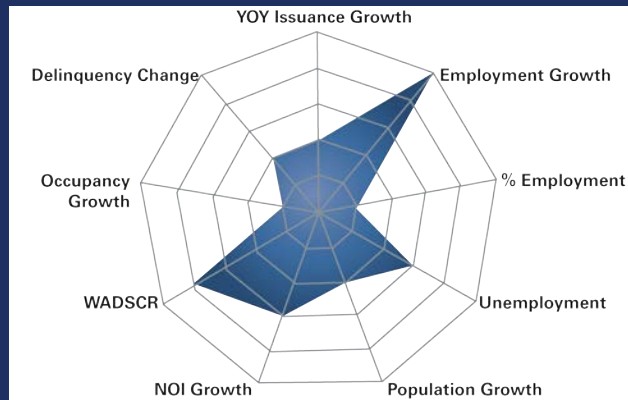 YOY Issuance Growth
Employment Growth
% Employment
Unemployment
Population Growth
NOI Growth
WADSCR
Occupancy
Growth
Delinquency Change